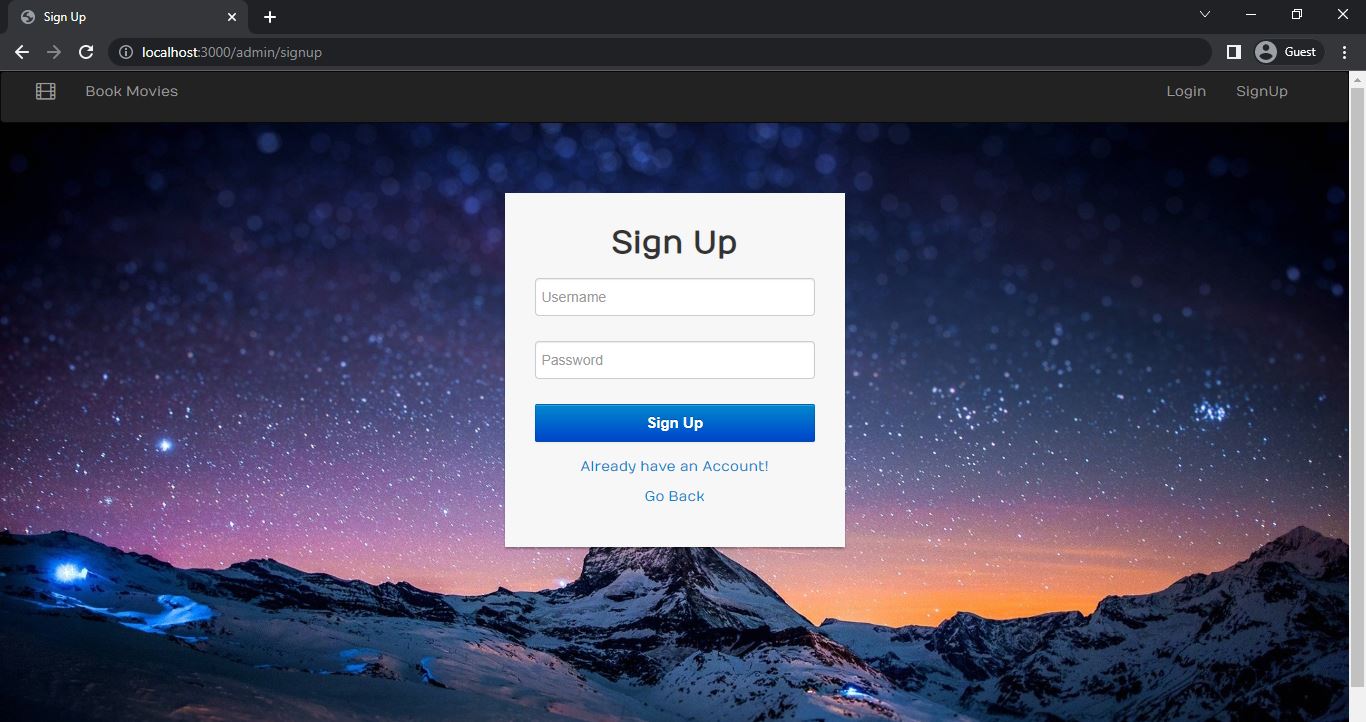 Sign Up
localhost:3000/admin/signup
Guest
Book Movies
Login
SignUp
Sign Up
Username
Password
Sign Up
Already have an Account!
Go Back